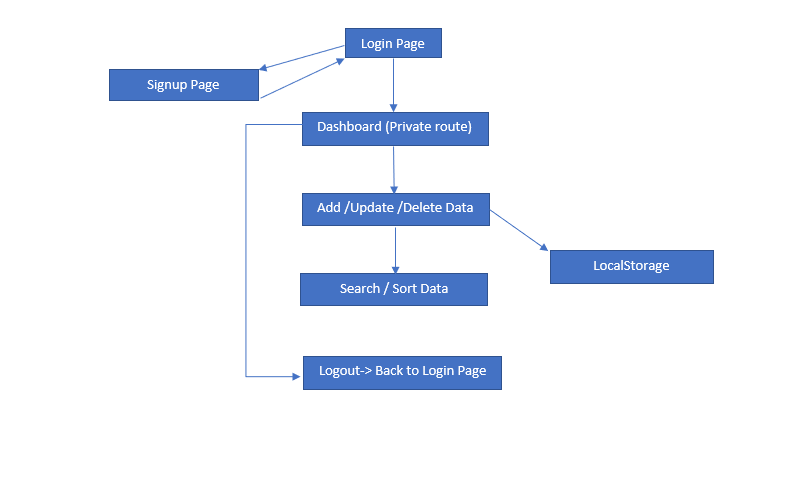 Login Page
Signup Page
Dashboard (Private route)
Add /Update /Delete Data
LocalStorage
Search / Sort Data
Logout-> Back to Login Page